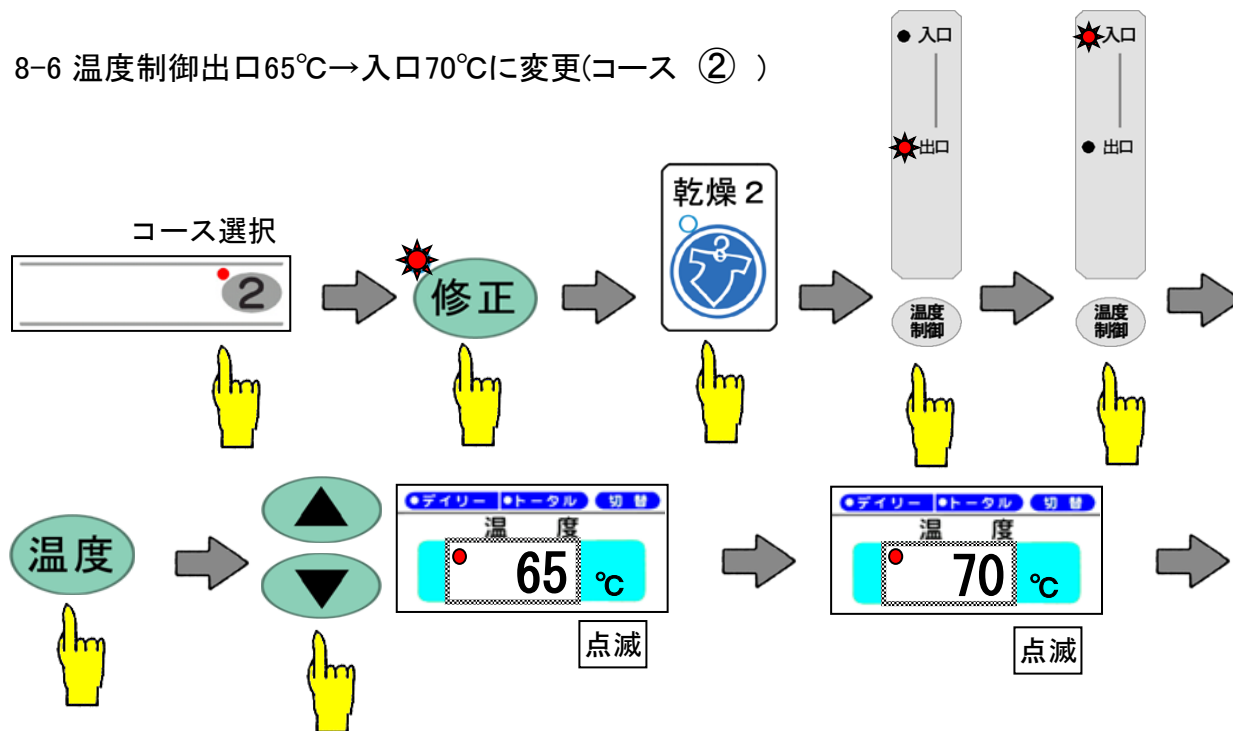 8-6 温度制御出口65℃→入口70℃に変更(コース ② )
コース選択
2
修正
乾燥2
入口
出口
温度
制御
入口
出口
温度
制御
温度
▲
▼
●デイリー ●トータル 切替
温 度
65 ℃
点滅
●デイリー ●トータル 切替
温 度
70 ℃
点滅